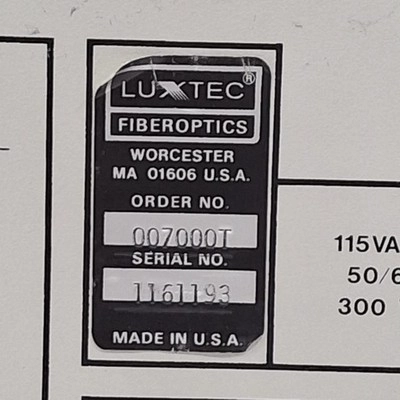 LUXTEC®
FIBEROPTICS
WORCESTER
MA 01606 U.S.A.
ORDER NO.
007000T
SERIAL NO.
1161193
MADE IN U.S.A.
115VA
50/6
300